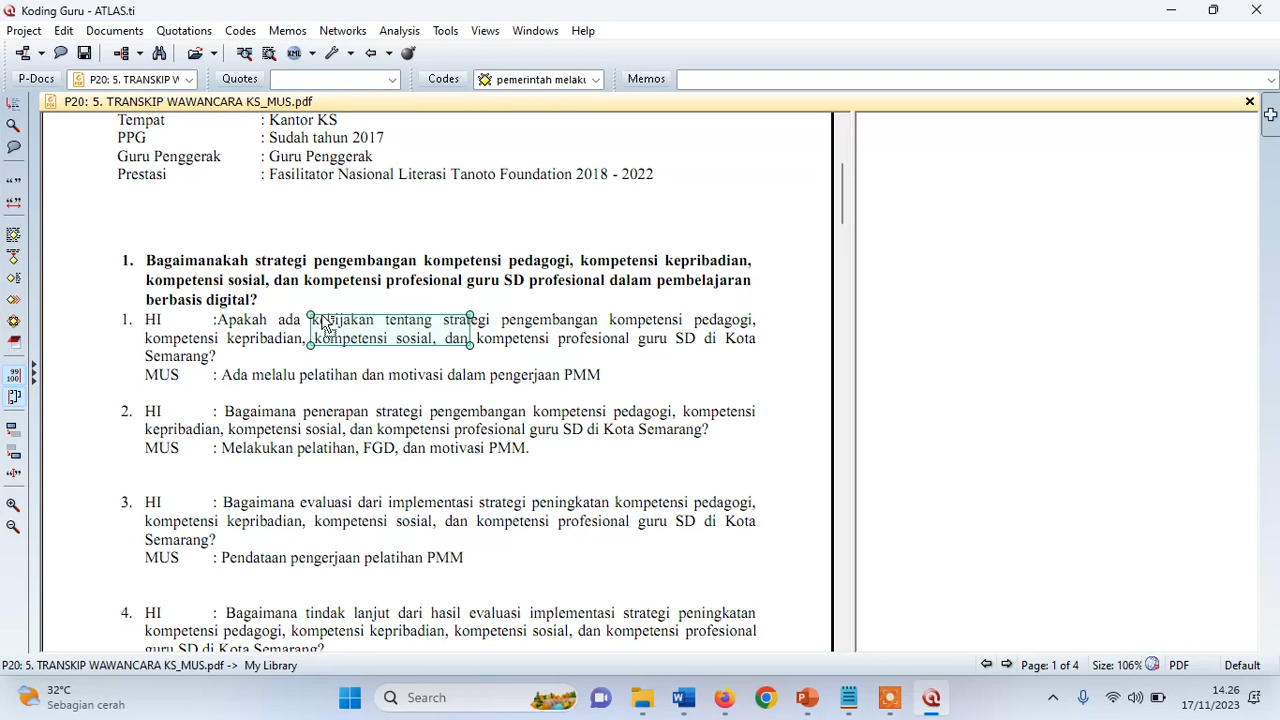 Koding Guru - ATLAS.ti
Project Edit Documents Quotations Codes Memos Networks Analysis Tools Views Windows Help
P-Docs P20: 5. TRANSKIP W Quotes Codes pemerintah melaku Memos
P20: 5. TRANSKIP WAWANCARA KS_MUS.pdf
Tempat : Kantor KS
PPG : Sudah tahun 2017
Guru Penggerak : Guru Penggerak
Prestasi : Fasilitator Nasional Literasi Tanoto Foundation 2018 - 2022
1. Bagaimanakah strategi pengembangan kompetensi pedagogi, kompetensi kepribadian,
kompetensi sosial, dan kompetensi profesional guru SD profesional dalam pembelajaran
berbasis digital?
1. HI :Apakah ada kebijakan tentang strategi pengembangan kompetensi pedagogi,
kompetensi kepribadian, kompetensi sosial, dan kompetensi profesional guru SD di Kota
Semarang?
MUS : Ada melalu pelatihan dan motivasi dalam pengerjaan PMM
2. HI : Bagaimana penerapan strategi pengembangan kompetensi pedagogi, kompetensi
kepribadian, kompetensi sosial, dan kompetensi profesional guru SD di Kota Semarang?
MUS : Melakukan pelatihan, FGD, dan motivasi PMM.
3. HI : Bagaimana evaluasi dari implementasi strategi peningkatan kompetensi pedagogi,
kompetensi kepribadian, kompetensi sosial, dan kompetensi profesional guru SD di Kota
Semarang?
MUS : Pendataan pengerjaan pelatihan PMM
4. HI : Bagaimana tindak lanjut dari hasil evaluasi implementasi strategi peningkatan
kompetensi pedagogi, kompetensi kepribadian, kompetensi sosial, dan kompetensi profesional
guru SD di Kota Semarang?
P20: 5. TRANSKIP WAWANCARA KS_MUS.pdf -> My Library Page: 1 of 4 Size: 106% PDF Default
32°C
Sebagian cerah
Search
14.26
17/11/2023